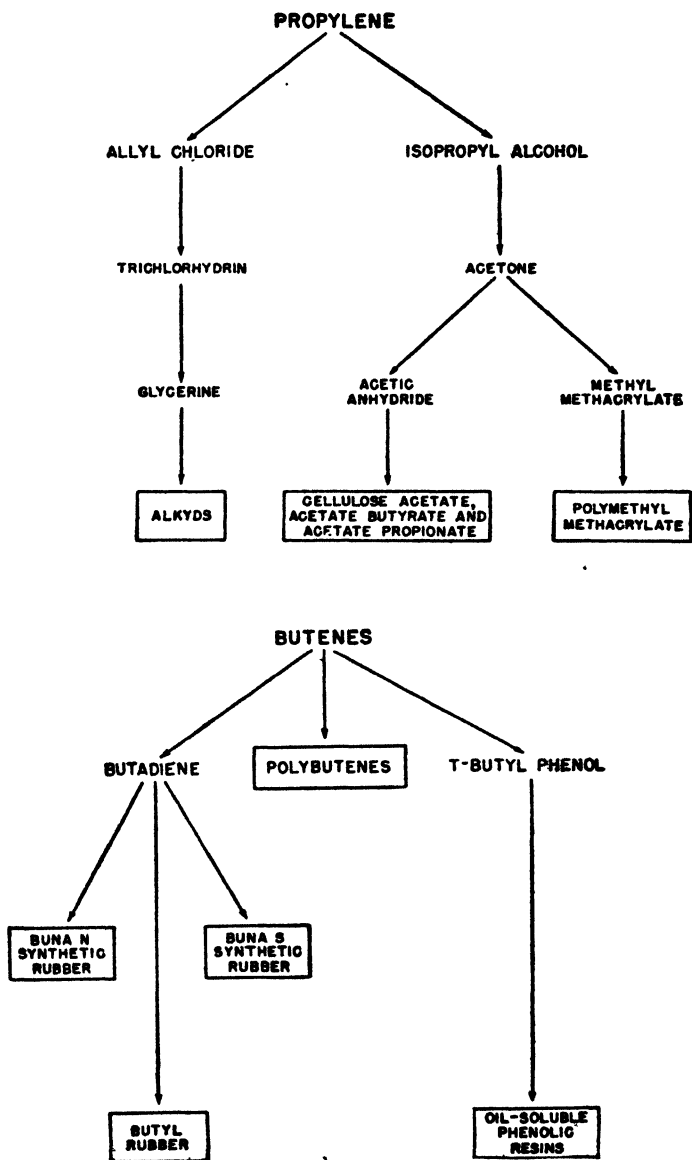 PROPYLENE
ALLYL CHLORIDE
ISOPROPYL ALCOHOL
TRICHLORHYDRIN
ACETONE
GLYCERINE
ACETIC
ANHYDRIDE
METHYL
METHACRYLATE
ALKYDS
CELLULOSE ACETATE,
ACETATE BUTYRATE AND
ACETATE PROPIONATE
POLYMETHYL
METHACRYLATE
BUTENES
BUTADIENE
POLYBUTENES
T-BUTYL PHENOL
BUNA N
SYNTHETIC
RUBBER
BUNA S
SYNTHETIC
RUBBER
BUTYL
RUBBER
OIL-SOLUBLE
PHENOLIC
RESINS